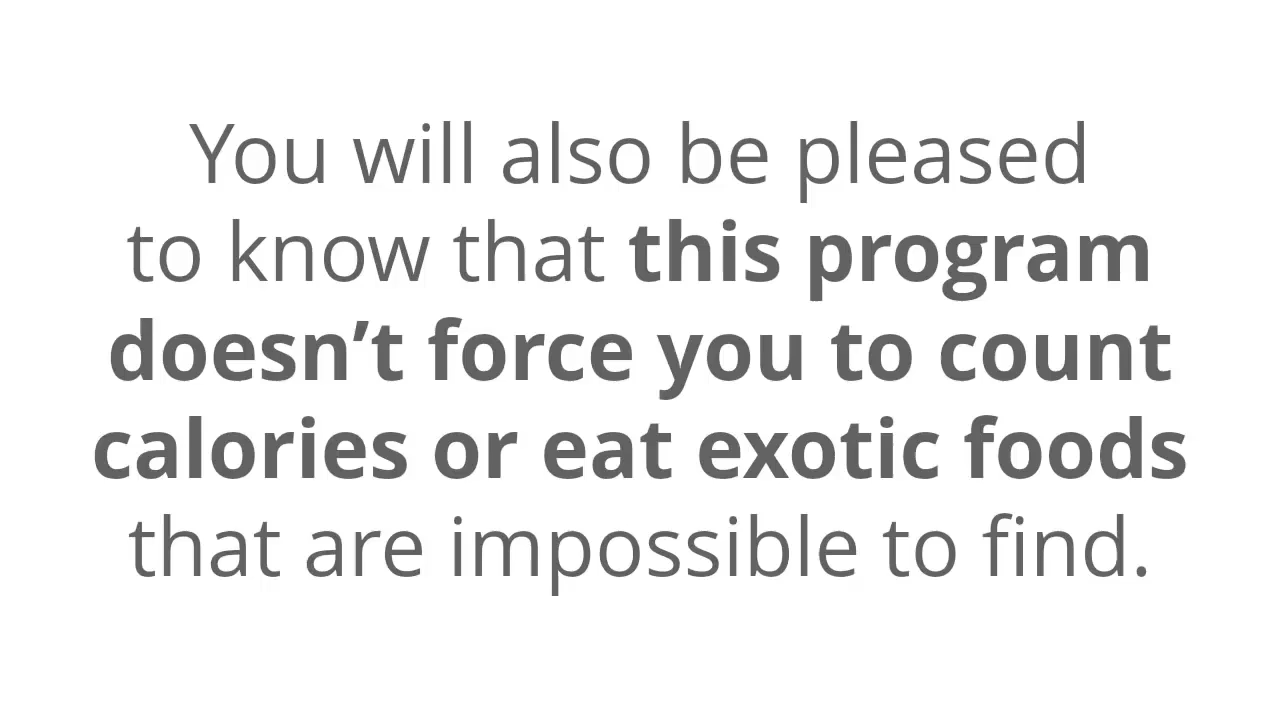 You will also be pleased
to know that this program
doesn’t force you to count
calories or eat exotic foods
that are impossible to find.